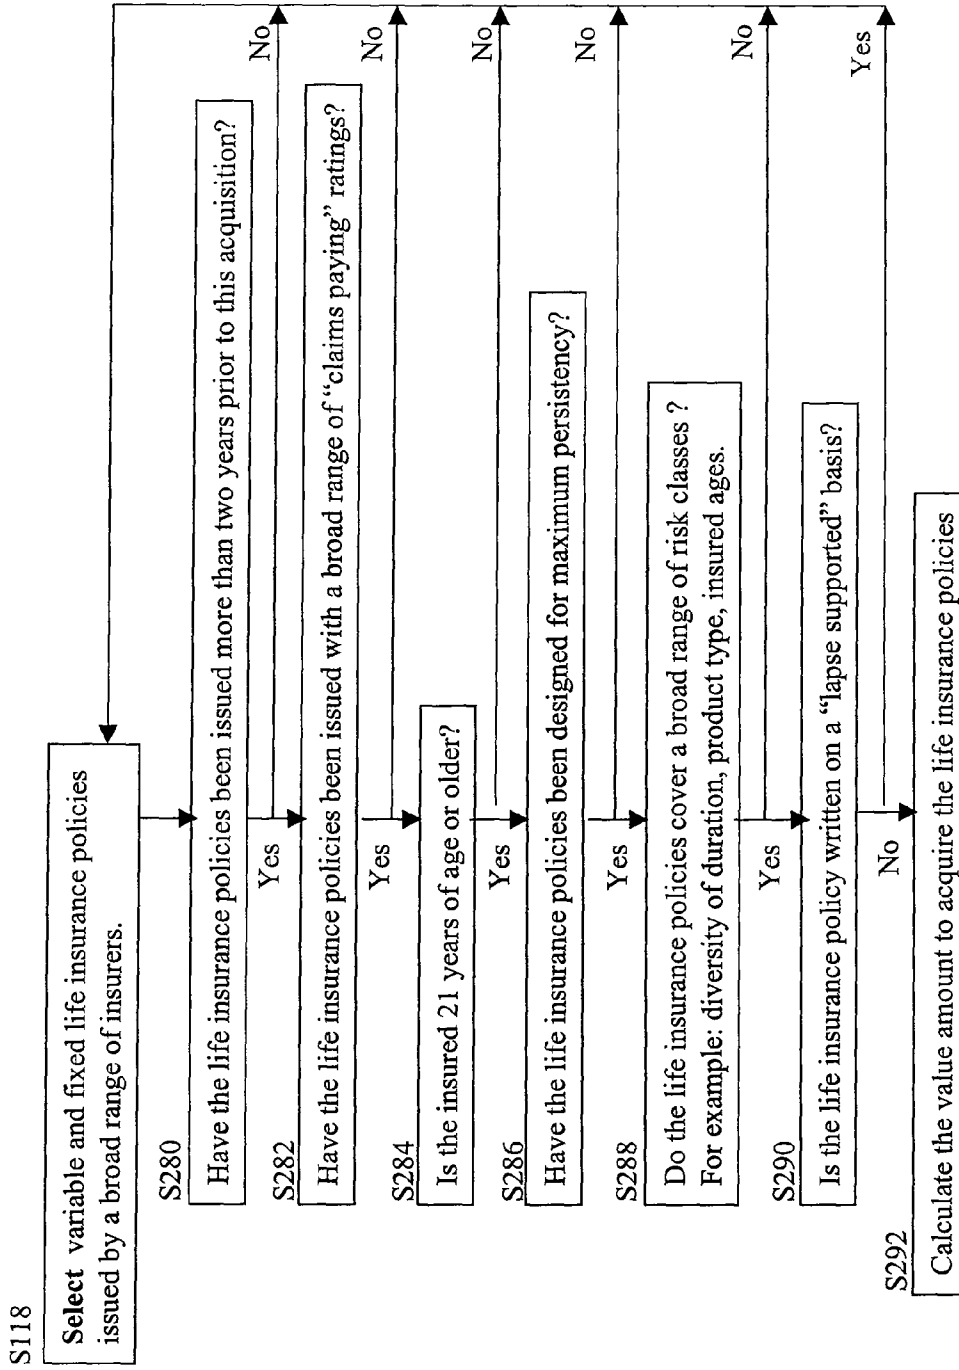 S118
Select variable and fixed life insurance policies
issued by a broad range of insurers.
S280
Have the life insurance policies been issued more than two years prior to this acquisition?
Yes
No
S282
Have the life insurance policies been issued with a broad range of “claims paying” ratings?
Yes
No
S284
Is the insured 21 years of age or older?
Yes
No
S286
Have the life insurance policies been designed for maximum persistency?
Yes
No
S288
Do the life insurance policies cover a broad range of risk classes ?
For example: diversity of duration, product type, insured ages.
Yes
No
S290
Is the life insurance policy written on a “lapse supported” basis?
No
Yes
S292
Calculate the value amount to acquire the life insurance policies